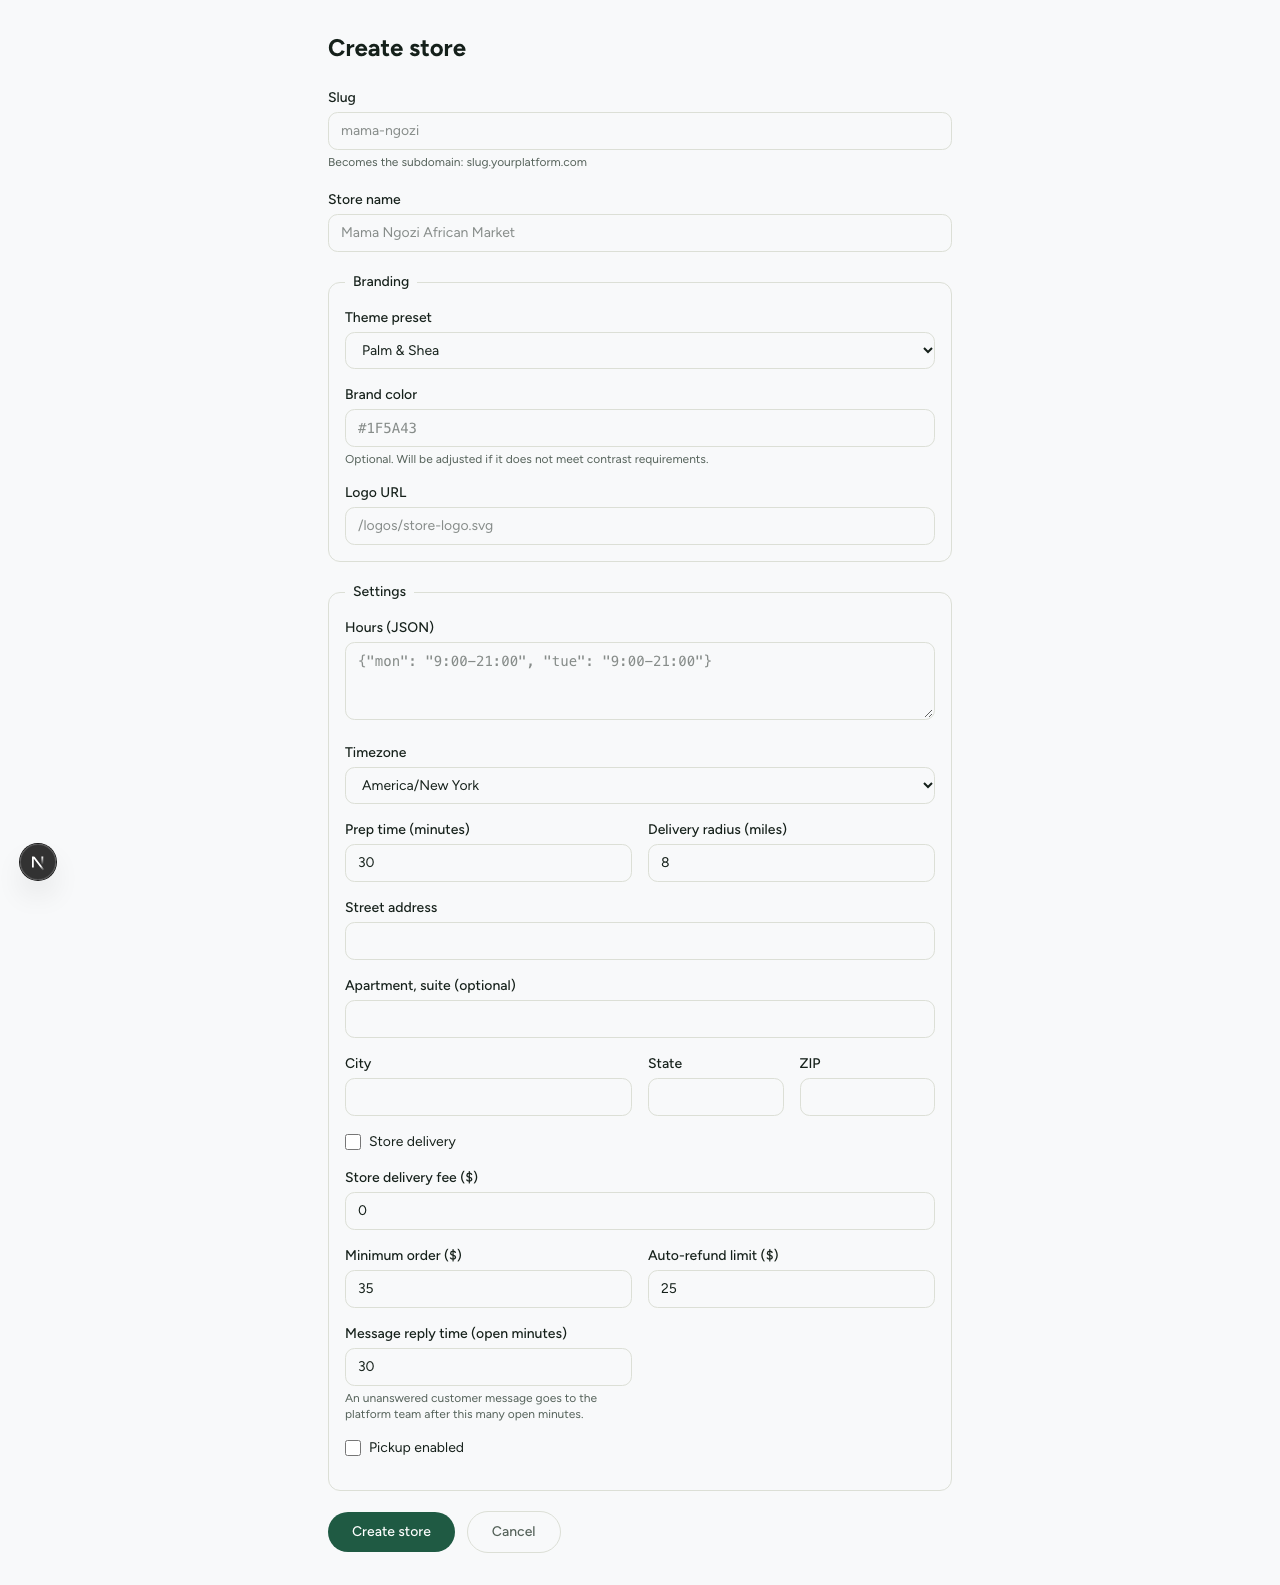 Create store
Slug
mama-ngozi
Becomes the subdomain: slug.yourplatform.com
Store name
Mama Ngozi African Market
Branding
Theme preset
Palm & Shea
Brand color
#1F5A43
Optional. Will be adjusted if it does not meet contrast requirements.
Logo URL
/logos/store-logo.svg
Settings
Hours (JSON)
{"mon": "9:00-21:00", "tue": "9:00-21:00"}
Timezone
America/New York
Prep time (minutes) Delivery radius (miles)
30 8
Street address
Apartment, suite (optional)
City State ZIP
Store delivery
Store delivery fee ($)
0
Minimum order ($) Auto-refund limit ($)
35 25
Message reply time (open minutes)
30
An unanswered customer message goes to the
platform team after this many open minutes.
Pickup enabled
Create store Cancel
N